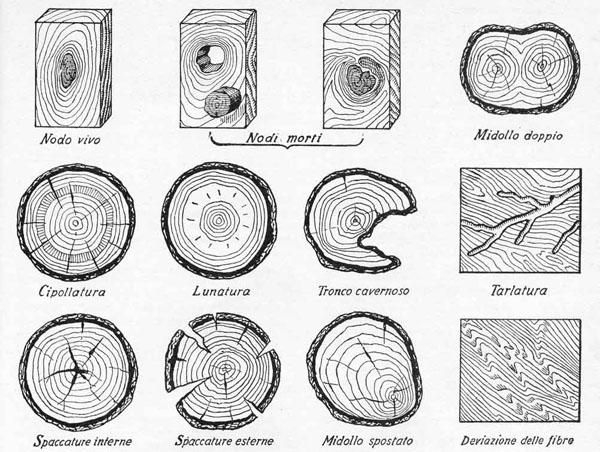 Nodo vivo
Nodi morti
Midollo doppio
Cipollatura
Lunatura
Tronco cavernoso
Tarlatura
Spaccature interne
Spaccature esterne
Midollo spostato
Deviazione delle fibre